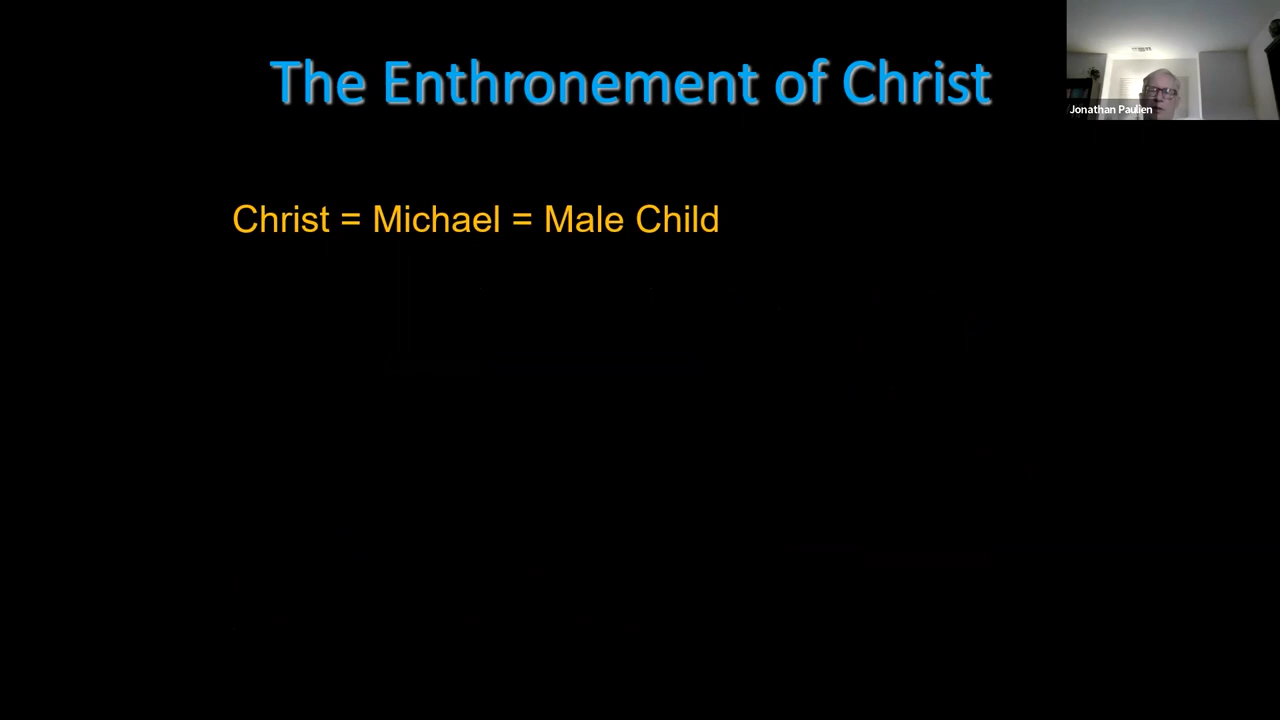 The Enthronement of Christ
Jonathan Paulien
Christ = Michael = Male Child